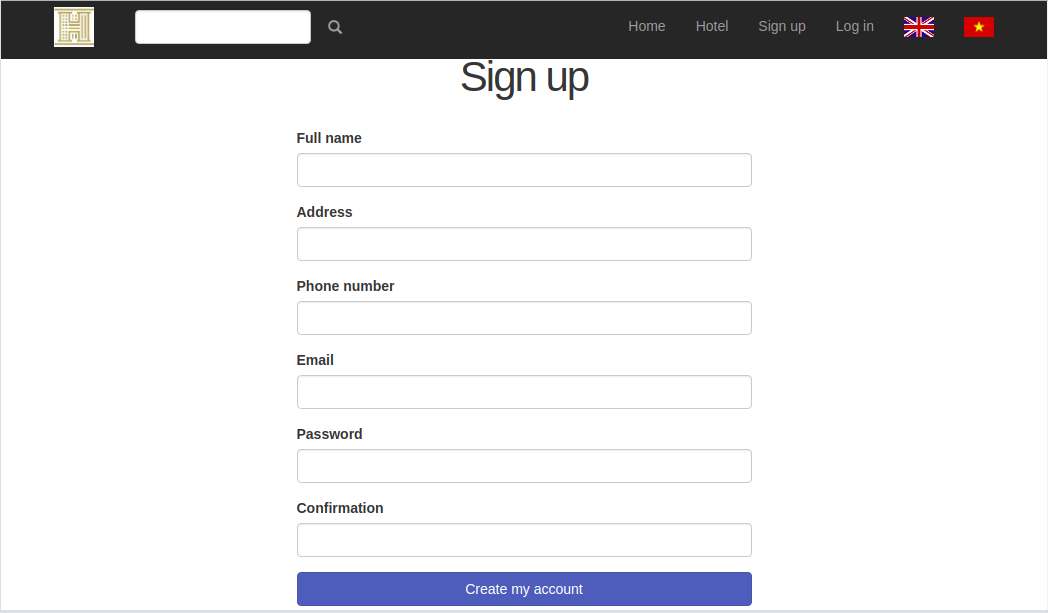 Home Hotel Sign up Log in
Sign up
Full name
Address
Phone number
Email
Password
Confirmation
Create my account